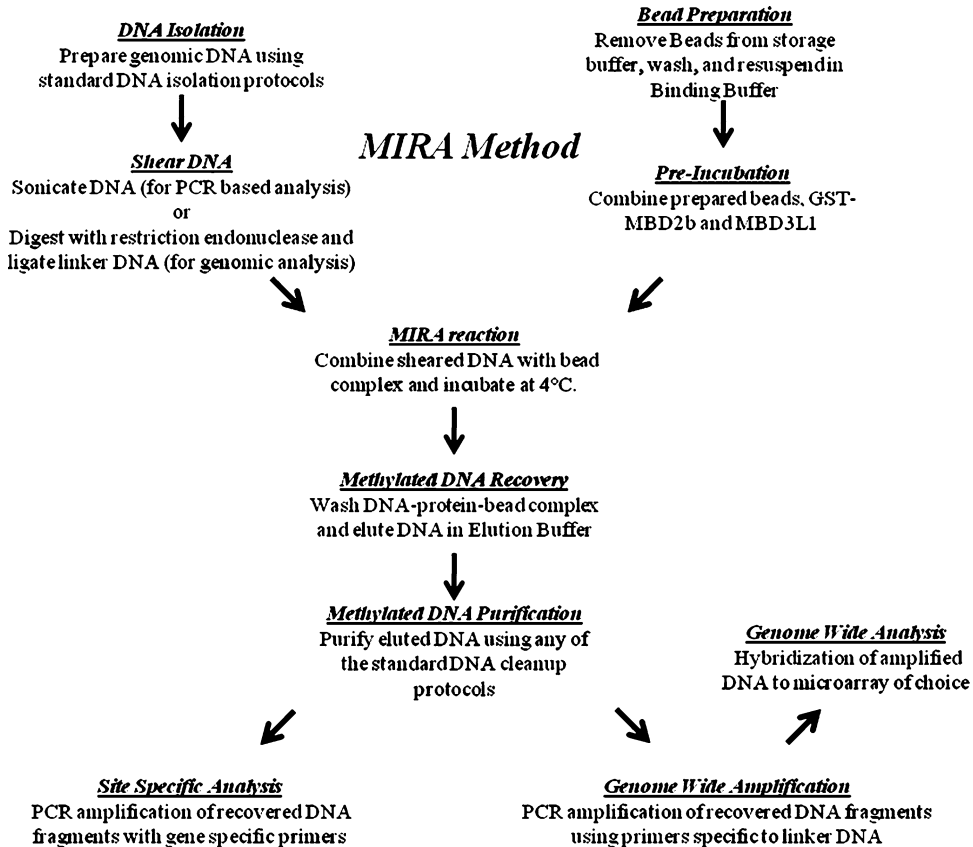 DNA Isolation
Prepare genomic DNA using
standard DNA isolation protocols
Shear DNA
Sonicate DNA (for PCR based analysis)
or
Digest with restriction endonuclease and
ligate linker DNA (for genomic analysis)
MIRA Method
Bead Preparation
Remove Beads from storage
buffer, wash, and resuspend in
Binding Buffer
Pre-Incubation
Combine prepared beads, GST-
MBD2b and MBD3L1
MIRA reaction
Combine sheared DNA with bead
complex and incubate at 4°C.
Methylated DNA Recovery
Wash DNA-protein-bead complex
and elute DNA in Elution Buffer
Methylated DNA Purification
Purify eluted DNA using any of
the standard DNA cleanup
protocols
Site Specific Analysis
PCR amplification of recovered DNA
fragments with gene specific primers
Genome Wide Amplification
PCR amplification of recovered DNA fragments
using primers specific to linker DNA
Genome Wide Analysis
Hybridization of amplified
DNA to microarray of choice